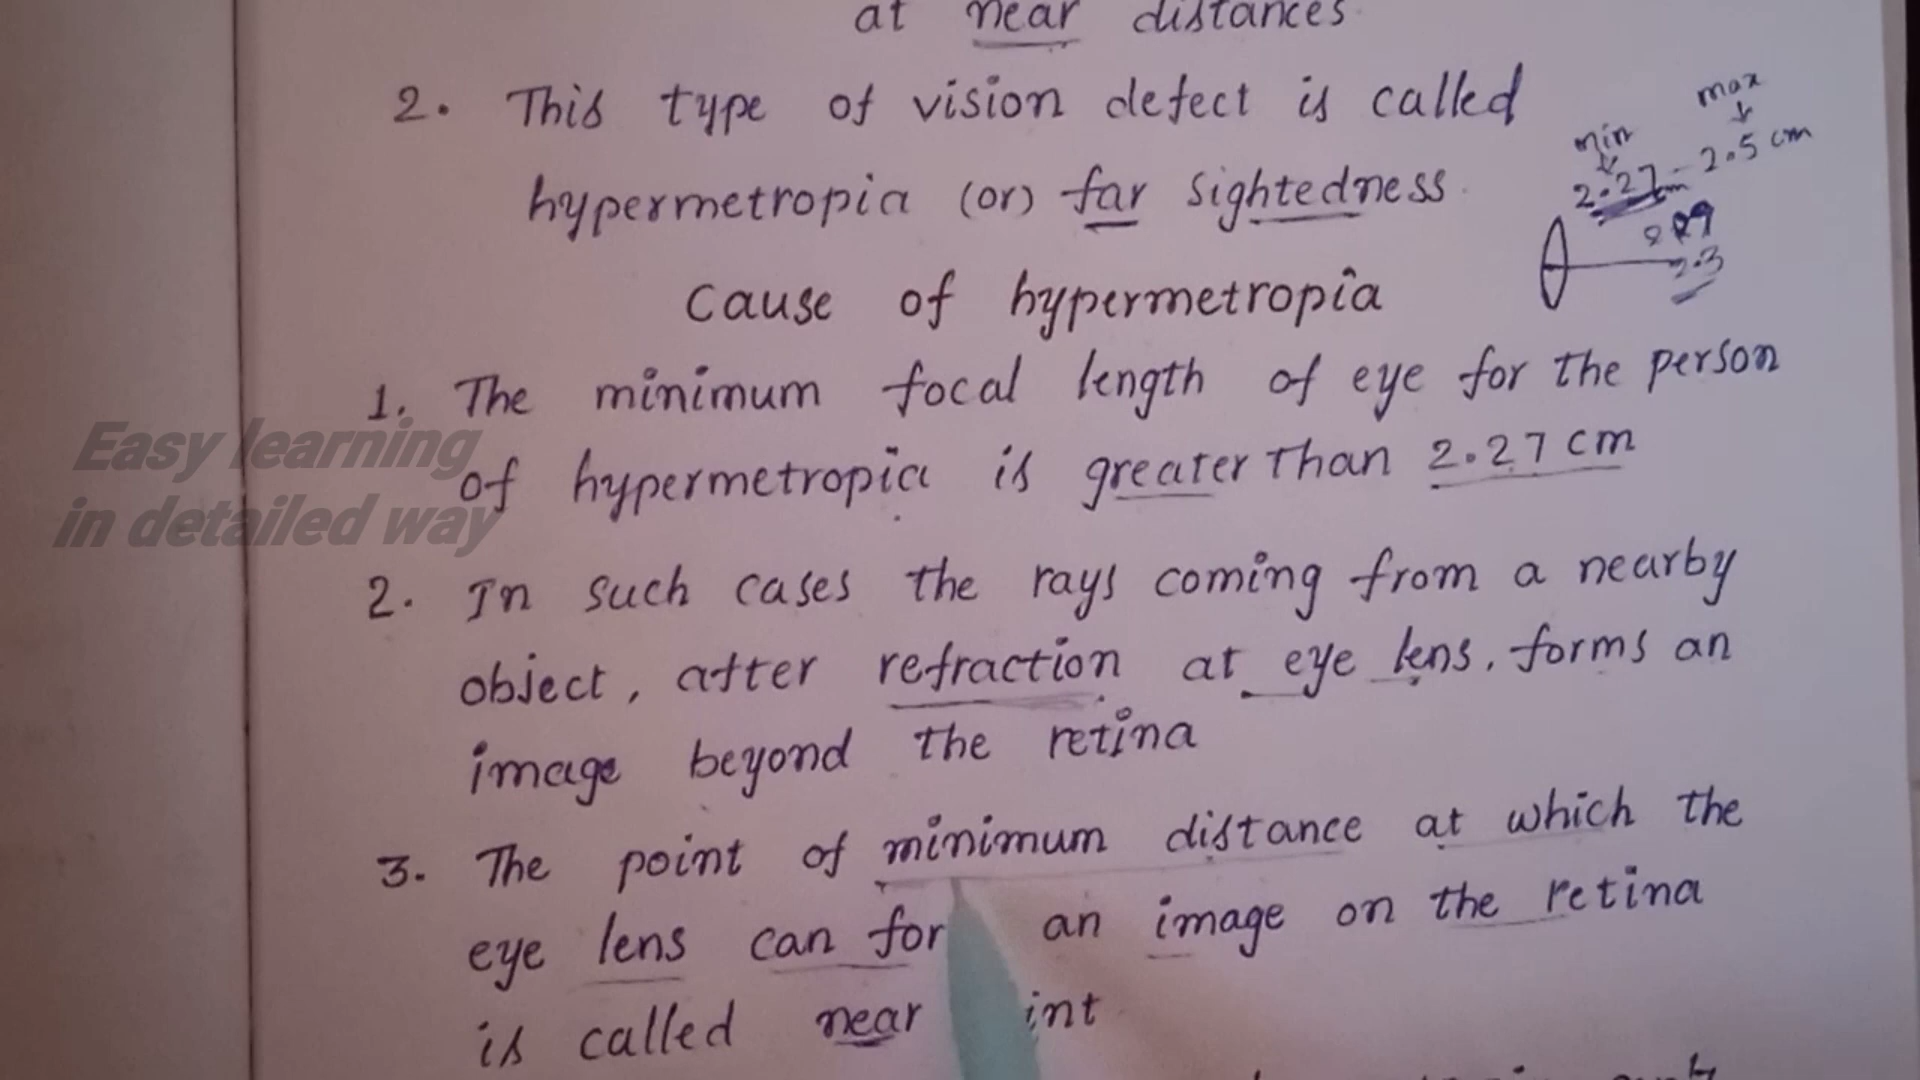 at near distances
2. This type of vision defect is called
hypermetropia (or) far sightedness
max
min
2.27 - 2.5 cm
2.3
Cause of hypermetropia
1. The minimum focal length of eye for the person
of hypermetropia is greater than 2.27 cm
Easy learning
in detailed way
2. In such cases the rays coming from a nearby
object, after refraction at eye lens, forms an
image beyond the retina
3. The point of minimum distance at which the
eye lens can for an image on the retina
is called near int